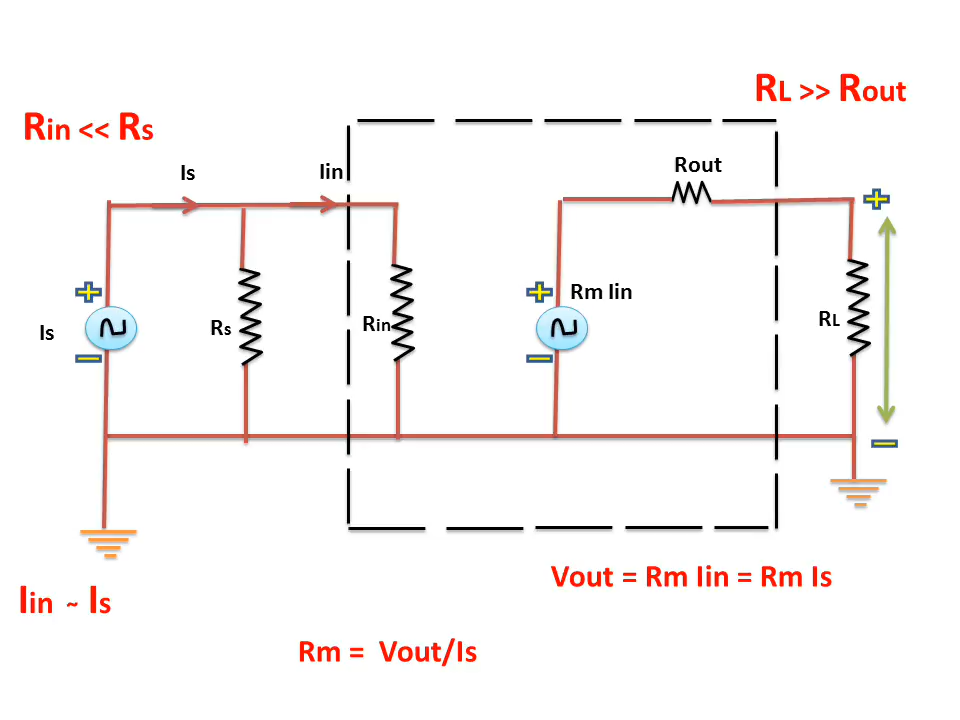 RL >> Rout
Rin << Rs
Rout
Is
Iin
Rm Iin
Is
Rs
Rin
RL
Vout = Rm Iin = Rm Is
Iin ~ Is
Rm = Vout/Is